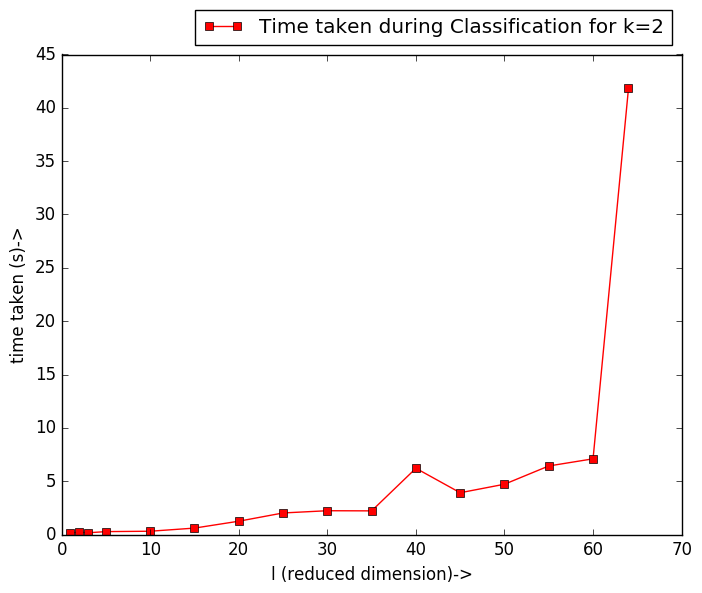 Time taken during Classification for k=2
45
40
35
30
25
20
15
10
5
0
time taken (s)->
0 10 20 30 40 50 60 70
l (reduced dimension)->